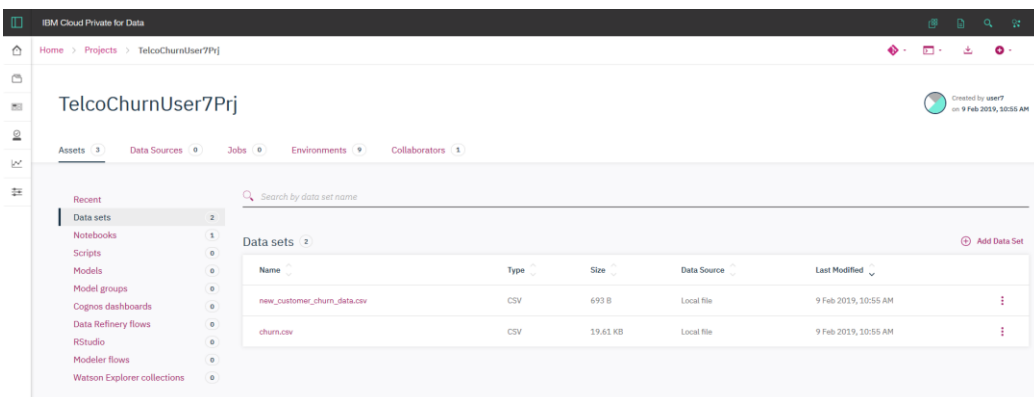 IBM Cloud Private for Data
Home > Projects > TelcoChurnUser7Prj
TelcoChurnUser7Prj
Created by user7
on 9 Feb 2019, 10:55 AM
Assets 3 Data Sources 0 Jobs 0 Environments 9 Collaborators 1
Recent
Data sets 2
Notebooks 1
Scripts 0
Models 0
Model groups 0
Cognos dashboards 0
Data Refinery flows 0
RStudio 0
Modeler flows 0
Watson Explorer collections 0
Search by data set name
Data sets 2 Add Data Set
Name Type Size Data Source Last Modified
new_customer_churn_data.csv CSV 693 B Local file 9 Feb 2019, 10:55 AM
churn.csv CSV 19.61 KB Local file 9 Feb 2019, 10:55 AM